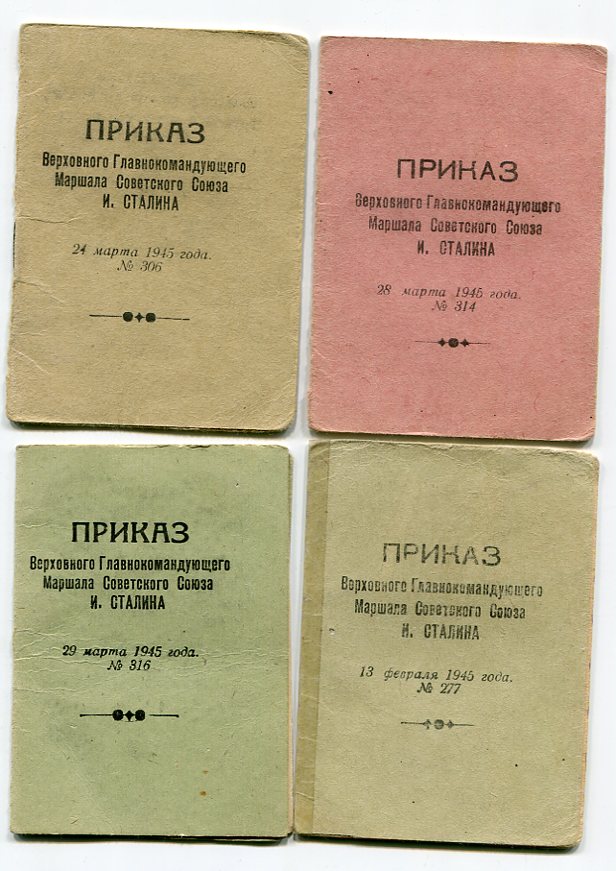 ПРИКАЗ
Верховного Главнокомандующего
Маршала Советского Союза
И. СТАЛИНА
24 марта 1945 года.
№ 306
ПРИКАЗ
Верховного Главнокомандующего
Маршала Советского Союза
И. СТАЛИНА
28 марта 1945 года.
№ 314
ПРИКАЗ
Верховного Главнокомандующего
Маршала Советского Союза
И. СТАЛИНА
29 марта 1945 года.
№ 316
ПРИКАЗ
Верховного Главнокомандующего
Маршала Советского Союза
И. СТАЛИНА
13 февраля 1945 года.
№ 277